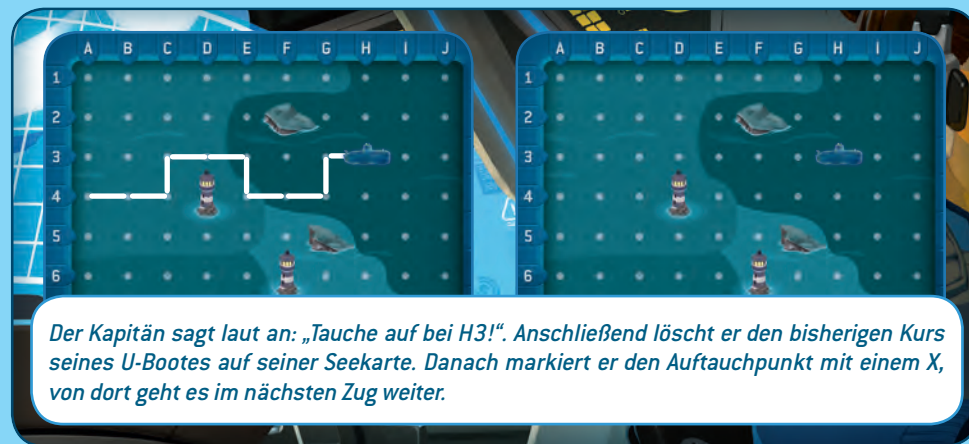 A B C D E F G H I J
1
2
3
4
5
6
A B C D E F G H I J
1
2
3
4
5
6
Der Kapitän sagt laut an: „Tauche auf bei H3!“. Anschließend löscht er den bisherigen Kurs
seines U-Bootes auf seiner Seekarte. Danach markiert er den Auftauchpunkt mit einem X,
von dort geht es im nächsten Zug weiter.